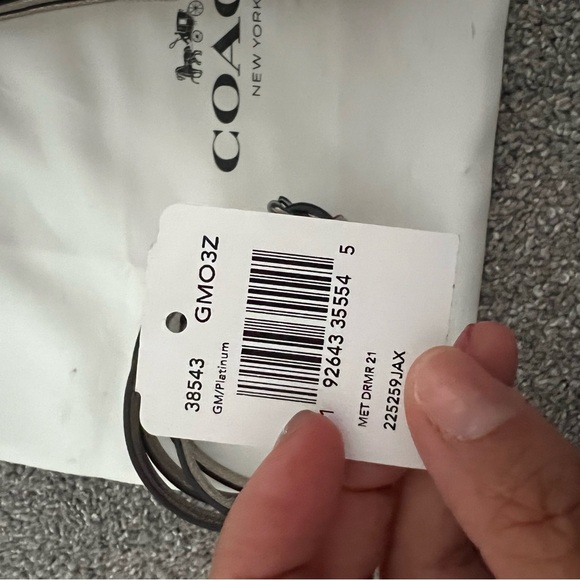 COAC
NEW YORK
38543 GMO3Z
GM/Platinum
1 92643 35554 5
MET DRMR 21
225259JAX